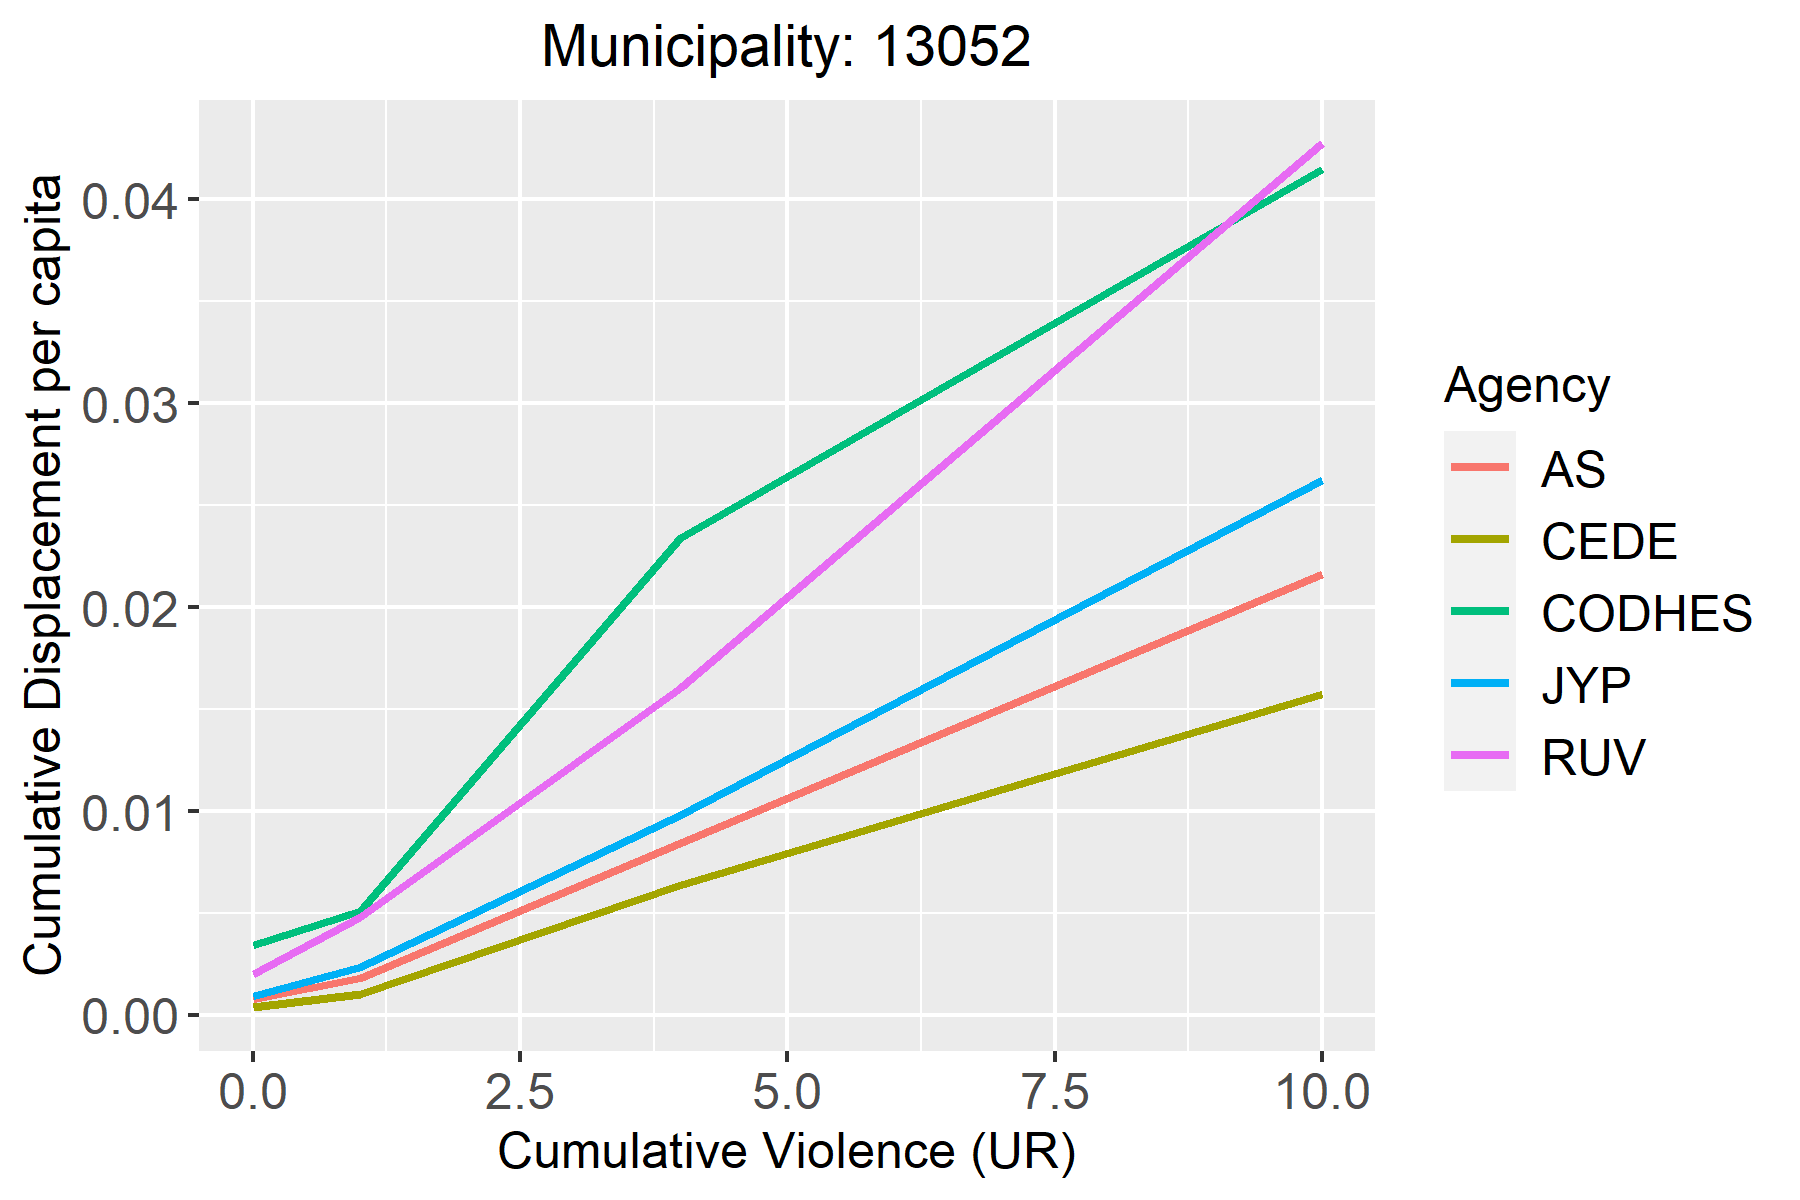 Municipality: 13052
Cumulative Displacement per capita
0.04
0.03
0.02
0.01
0.00
0.0 2.5 5.0 7.5 10.0
Cumulative Violence (UR)
Agency
AS
CEDE
CODHES
JYP
RUV